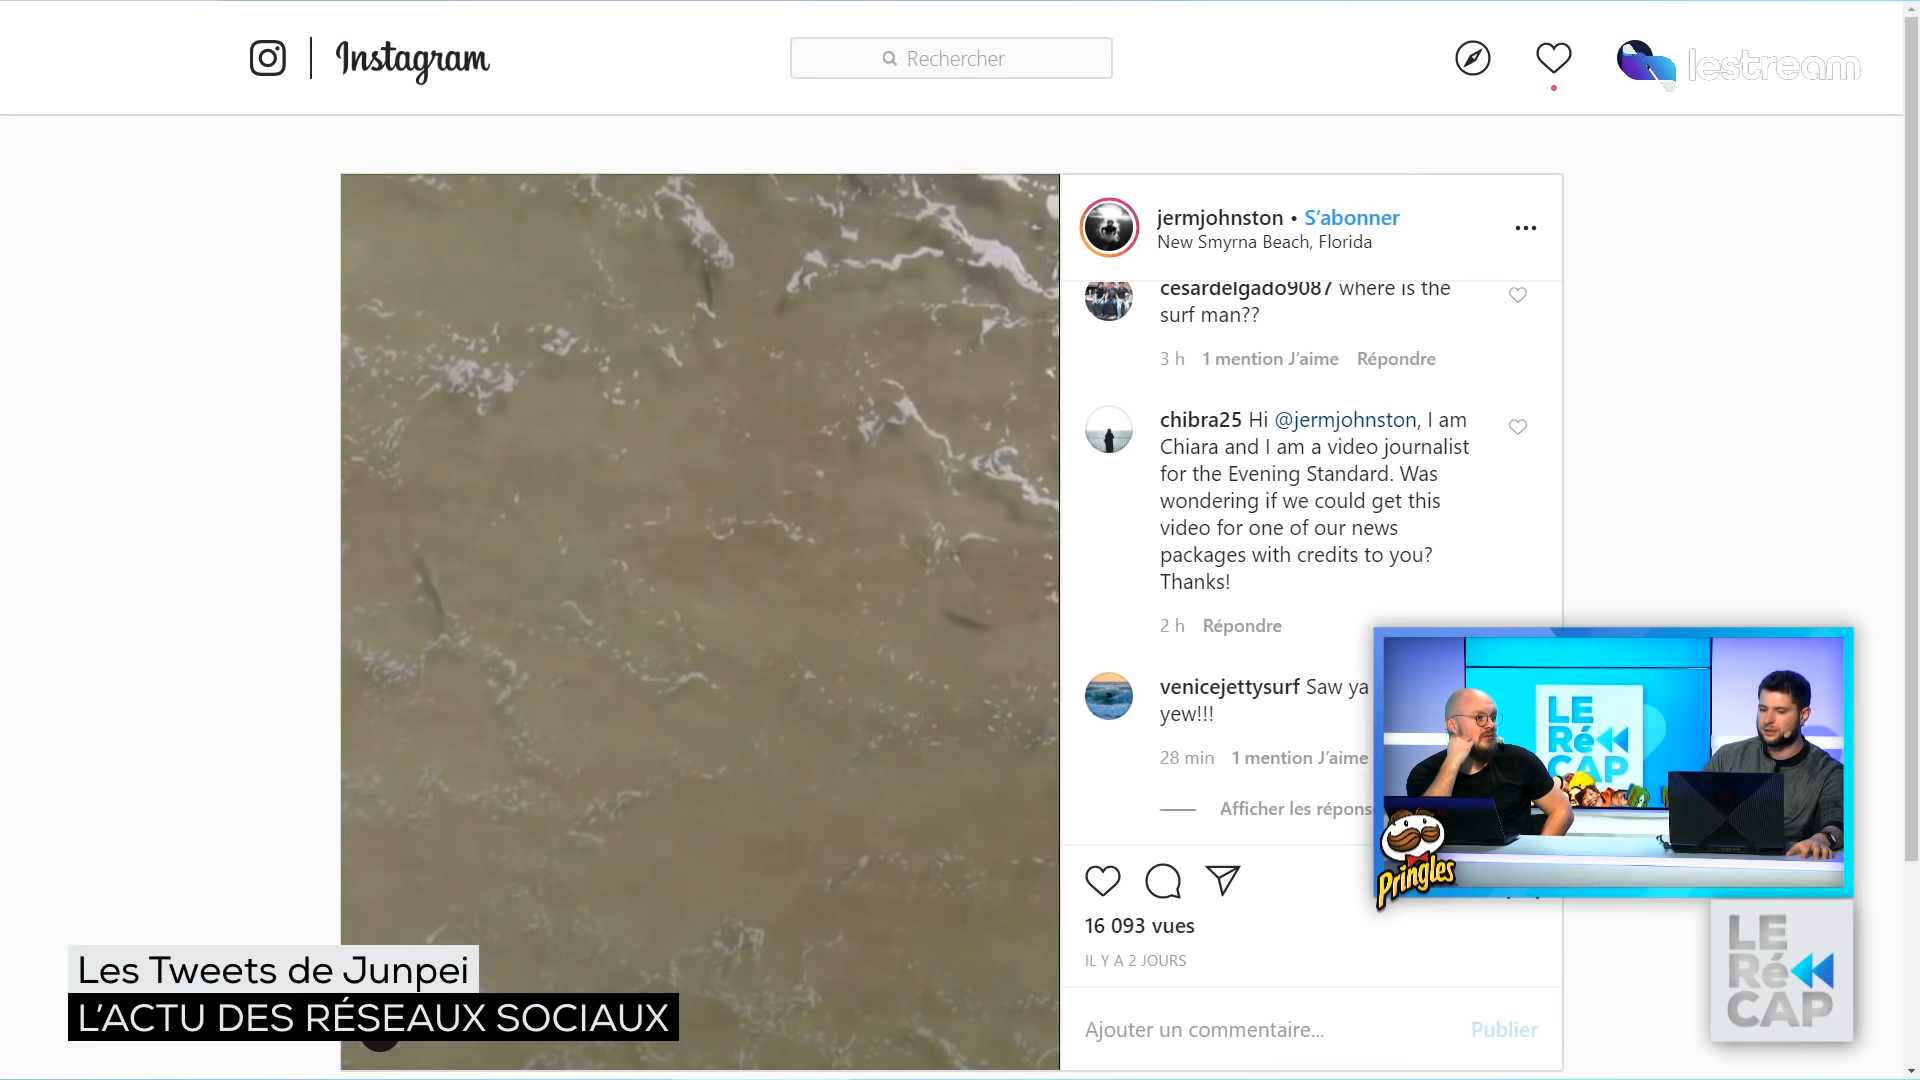 Instagram
Rechercher
lestream
jermjohnston • S'abonner
New Smyrna Beach, Florida
cesardelgado9087 where is the
surf man??
3 h 1 mention J'aime Répondre
chibra25 Hi @jermjohnston, I am
Chiara and I am a video journalist
for the Evening Standard. Was
wondering if we could get this
video for one of our news
packages with credits to you?
Thanks!
2 h Répondre
venicejettysurf Saw ya
yew!!!
28 min 1 mention J'aime
Afficher les répons
LE
Ré
CAP
Pringles
16 093 vues
IL Y A 2 JOURS
Ajouter un commentaire... Publier
Les Tweets de Junpei
L'ACTU DES RÉSEAUX SOCIAUX
LE
Ré
CAP